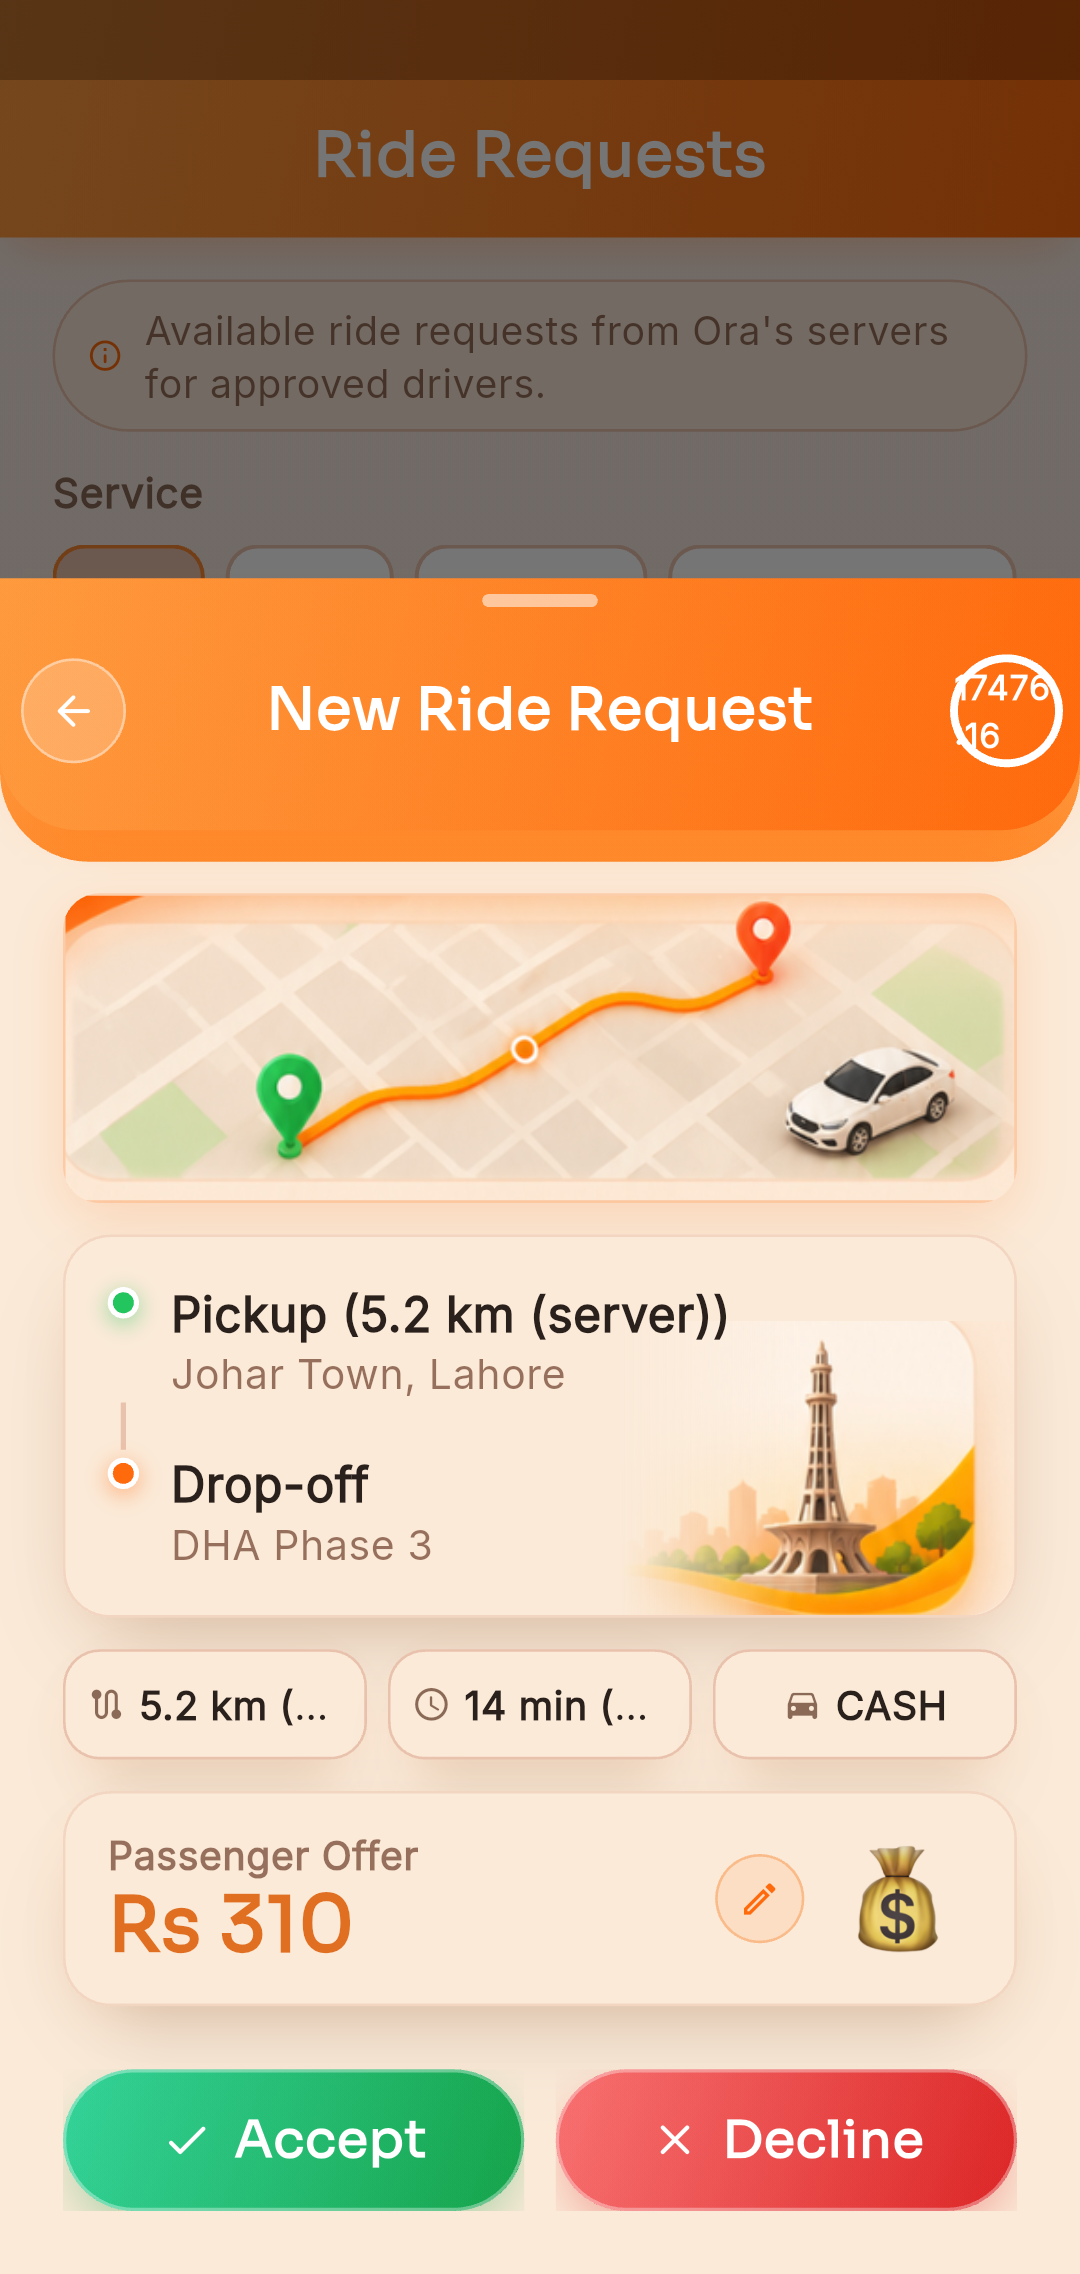 Ride Requests
Available ride requests from Ora's servers
for approved drivers.
Service
New Ride Request
17476
:16
Pickup (5.2 km (server))
Johar Town, Lahore
Drop-off
DHA Phase 3
5.2 km (...
14 min (...
CASH
Passenger Offer
Rs 310
$
Accept
Decline